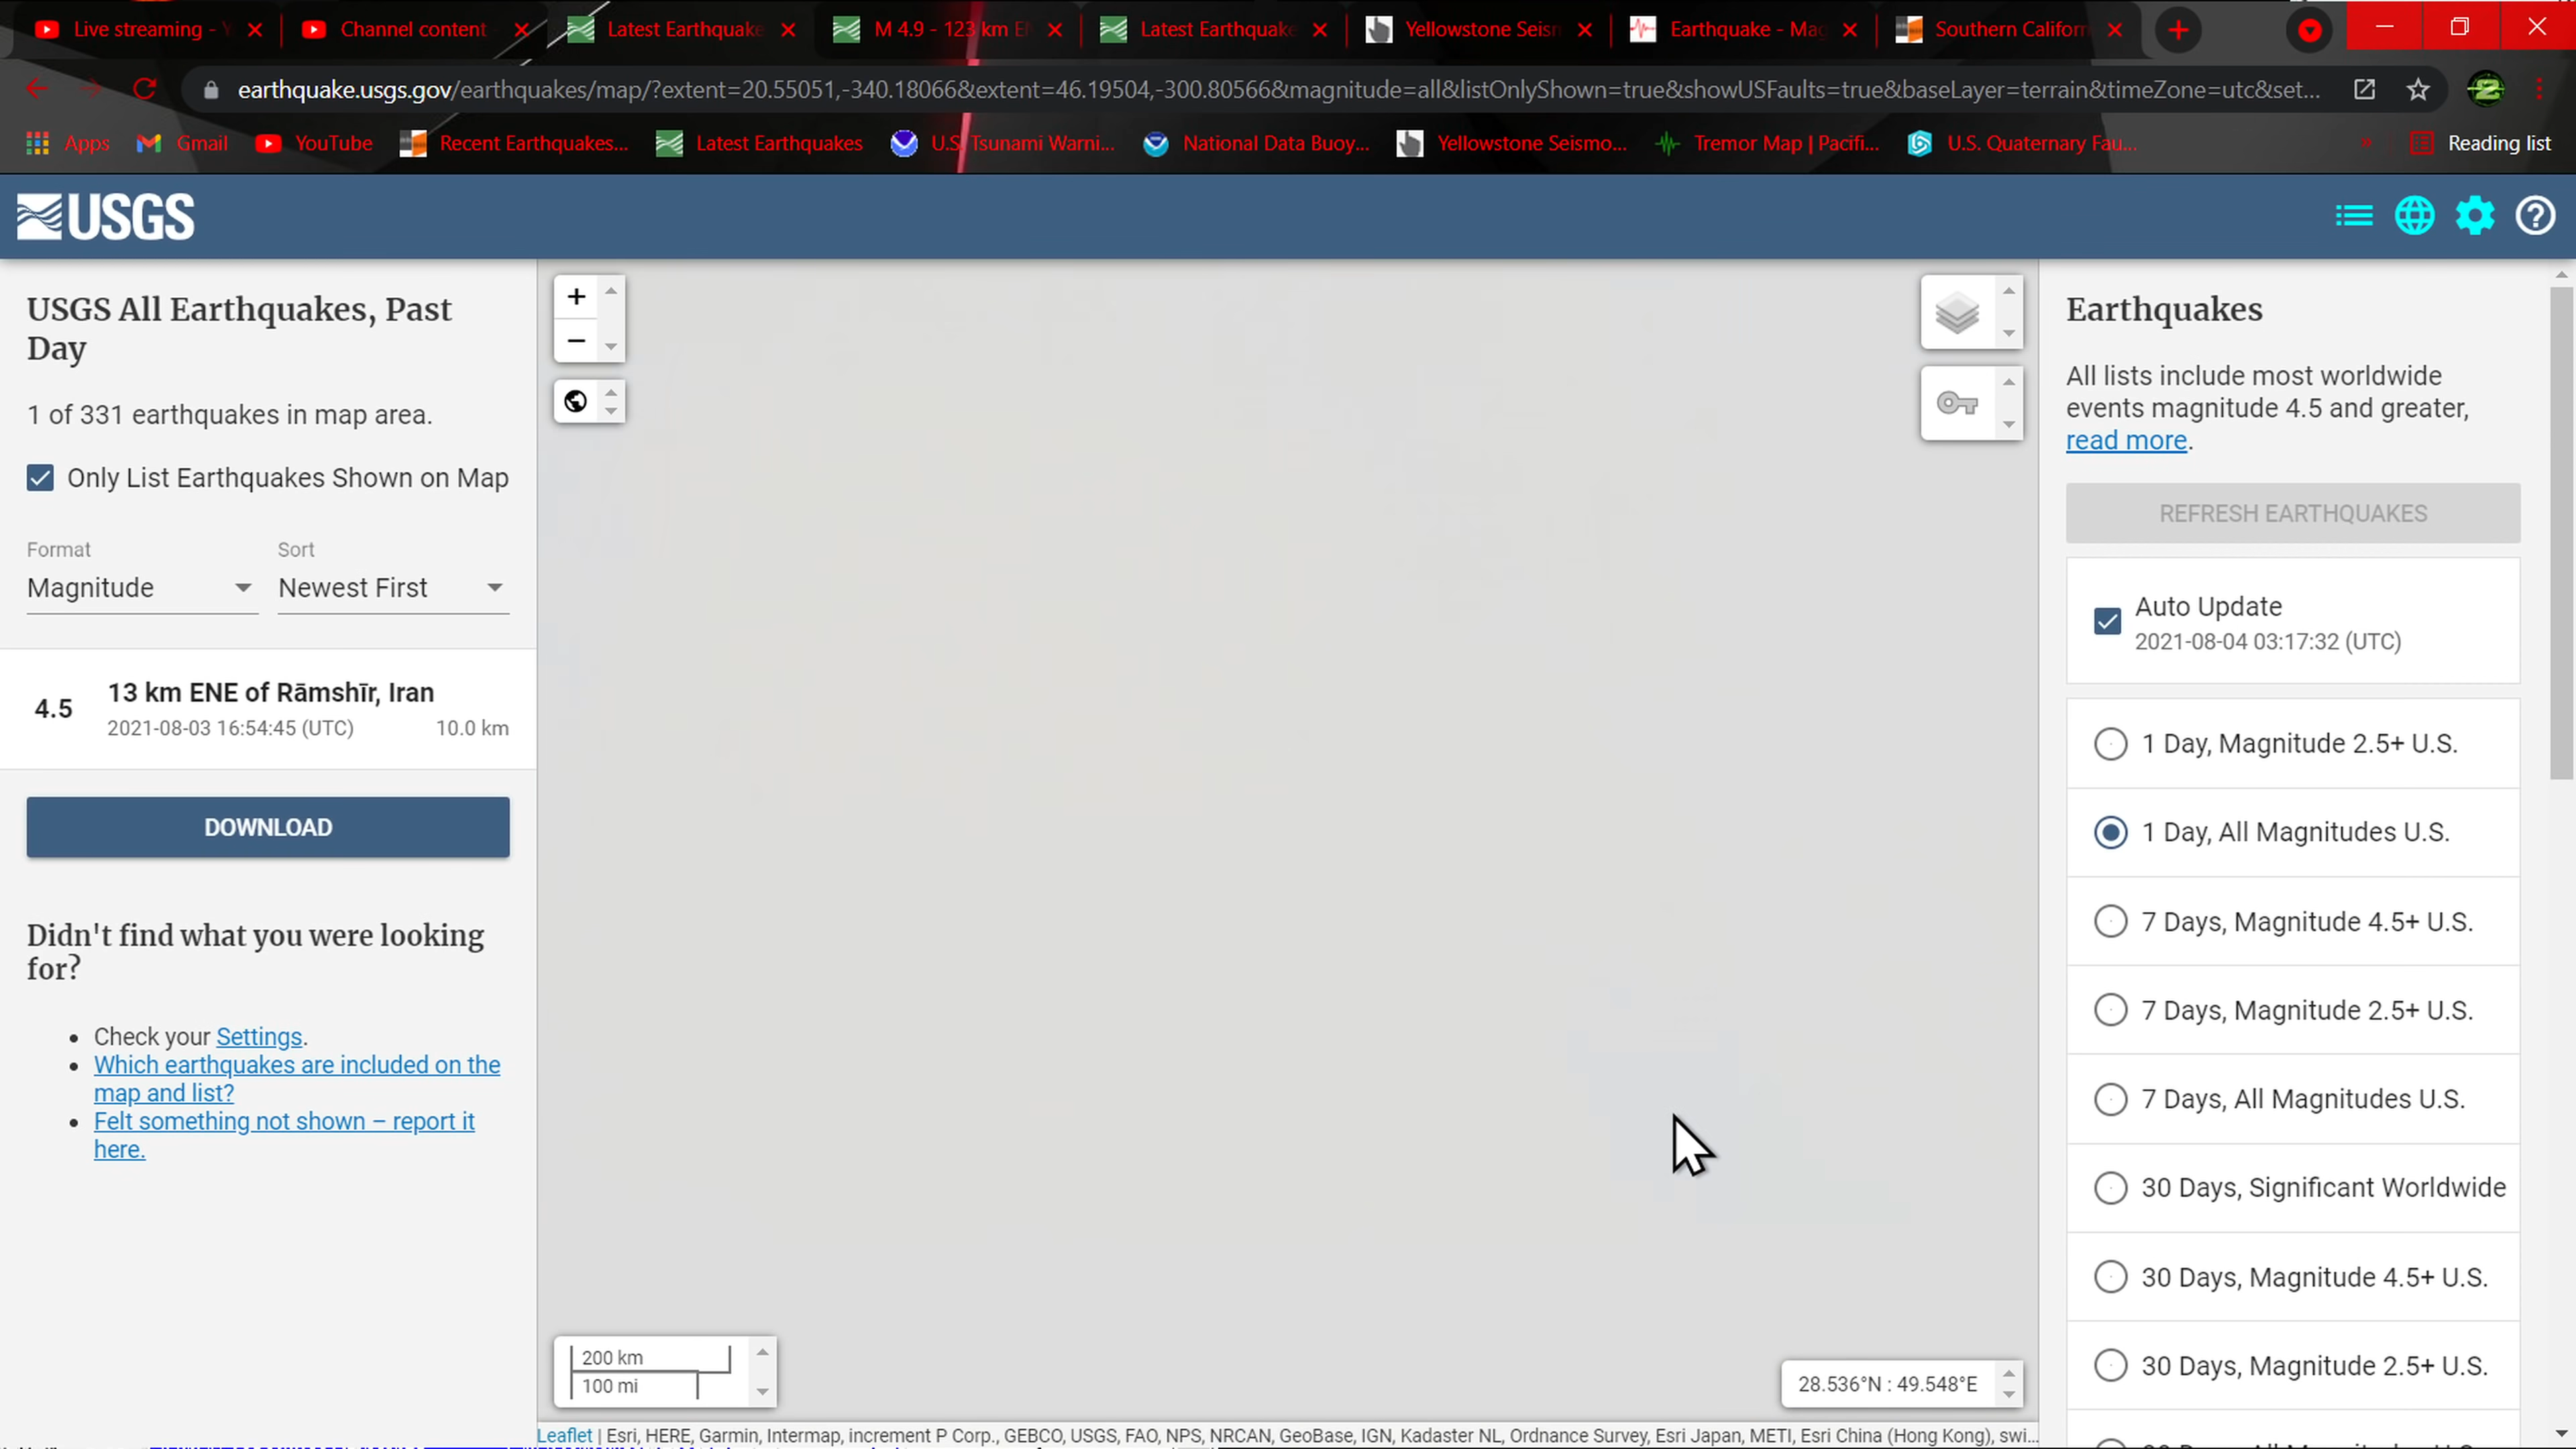 Live streaming - Y
Channel content
Latest Earthquake
M 4.9 - 123 km EN
Latest Earthquake
Yellowstone Seism
Earthquake - Mag
Southern Californ
earthquake.usgs.gov/earthquakes/map/?extent=20.55051,-340.18066&extent=46.19504,-300.80566&magnitude=all&listOnlyShown=true&showUSFaults=true&baseLayer=terrain&timeZone=utc&set...
Apps
Gmail
YouTube
Recent Earthquakes...
Latest Earthquakes
U.S. Tsunami Warni...
National Data Buoy...
Yellowstone Seismo...
Tremor Map | Pacifi...
U.S. Quaternary Fau...
Reading list
USGS
USGS All Earthquakes, Past
Day
1 of 331 earthquakes in map area.
Only List Earthquakes Shown on Map
Format
Sort
Magnitude
Newest First
4.5
13 km ENE of Rāmshīr, Iran
2021-08-03 16:54:45 (UTC)
10.0 km
DOWNLOAD
Didn't find what you were looking
for?
Check your Settings.
Which earthquakes are included on the
map and list?
Felt something not shown – report it
here.
+
−
200 km
100 mi
28.536°N : 49.548°E
Leaflet | Esri, HERE, Garmin, Intermap, increment P Corp., GEBCO, USGS, FAO, NPS, NRCAN, GeoBase, IGN, Kadaster NL, Ordnance Survey, Esri Japan, METI, Esri China (Hong Kong), swi...
Earthquakes
All lists include most worldwide
events magnitude 4.5 and greater,
read more.
REFRESH EARTHQUAKES
Auto Update
2021-08-04 03:17:32 (UTC)
1 Day, Magnitude 2.5+ U.S.
1 Day, All Magnitudes U.S.
7 Days, Magnitude 4.5+ U.S.
7 Days, Magnitude 2.5+ U.S.
7 Days, All Magnitudes U.S.
30 Days, Significant Worldwide
30 Days, Magnitude 4.5+ U.S.
30 Days, Magnitude 2.5+ U.S.